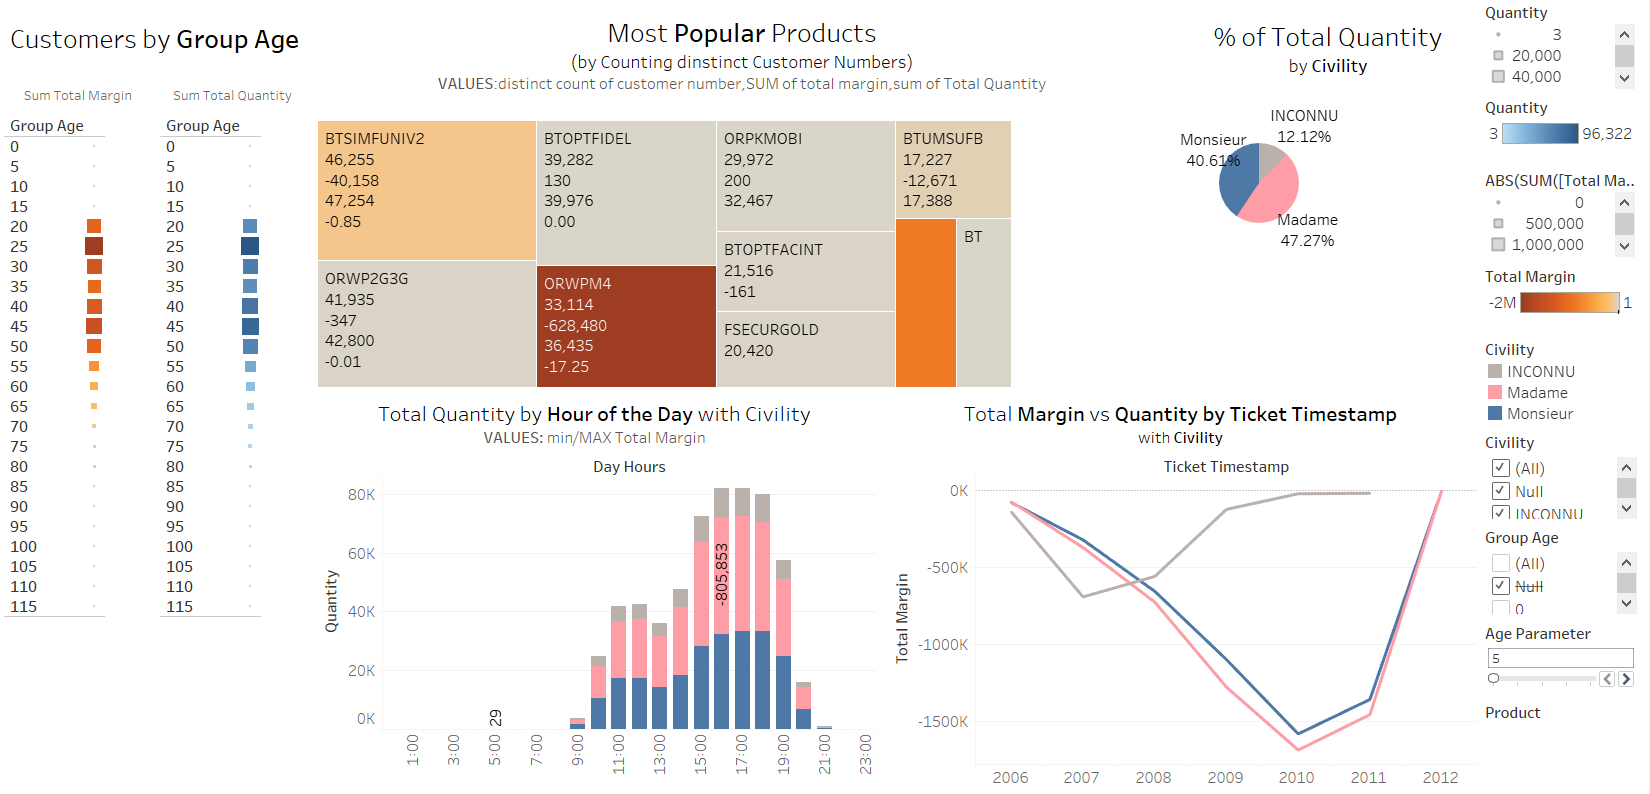 Customers by Group Age
Sum Total Margin
Sum Total Quantity
Group Age
0
5
10
15
20
25
30
35
40
45
50
55
60
65
70
75
80
85
90
95
100
105
110
115
Group Age
0
5
10
15
20
25
30
35
40
45
50
55
60
65
70
75
80
85
90
95
100
105
110
115
Most Popular Products
(by Counting dinstinct Customer Numbers)
VALUES:distinct count of customer number,SUM of total margin,sum of Total Quantity
BTSIMFUNIV2
46,255
-40,158
47,254
-0.85
ORWP2G3G
41,935
-347
42,800
-0.01
BTOPTFIDEL
39,282
130
39,976
0.00
ORWPM4
33,114
-628,480
36,435
-17.25
ORPKMOBI
29,972
200
32,467
BTOPTFACINT
21,516
-161
FSECURGOLD
20,420
BTUMSUFB
17,227
-12,671
17,388
BT
% of Total Quantity
by Civility
INCONNU
12.12%
Monsieur
40.61%
Madame
47.27%
Total Quantity by Hour of the Day with Civility
VALUES: min/MAX Total Margin
Day Hours
Quantity
80K
60K
40K
20K
0K
29
-805,853
1:00
3:00
5:00
7:00
9:00
11:00
13:00
15:00
17:00
19:00
21:00
23:00
Total Margin vs Quantity by Ticket Timestamp
with Civility
Ticket Timestamp
Total Margin
0K
-500K
-1000K
-1500K
2006
2007
2008
2009
2010
2011
2012
Quantity
3
20,000
40,000
Quantity
3 96,322
ABS(SUM([Total Ma..
0
500,000
1,000,000
Total Margin
-2M 1
Civility
INCONNU
Madame
Monsieur
Civility
(All)
Null
INCONNU
Group Age
(All)
Null
0
Age Parameter
5
Product